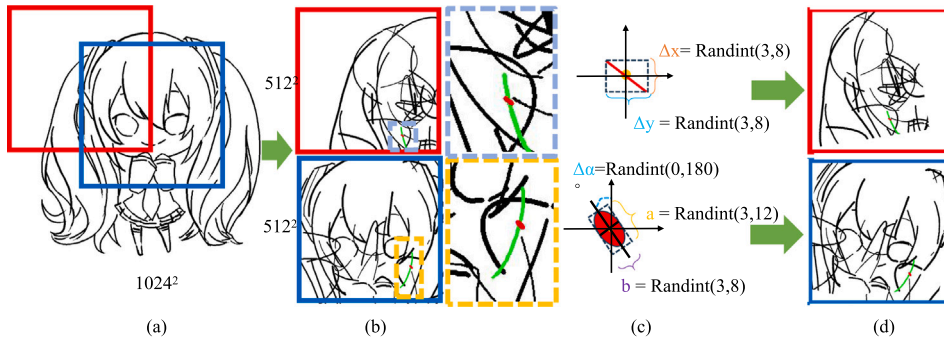 1024²
(a)
512²
512²
(b)
Δx= Randint(3,8)
Δy = Randint(3,8)
Δα=Randint(0,180)
°
a = Randint(3,12)
b = Randint(3,8)
(c)
(d)